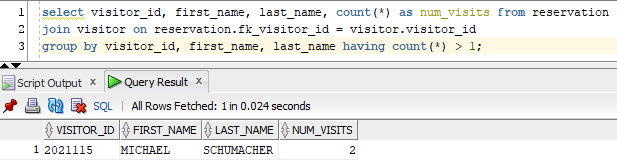 1 select visitor_id, first_name, last_name, count(*) as num_visits from reservation
2 join visitor on reservation.fk_visitor_id = visitor.visitor_id
3 group by visitor_id, first_name, last_name having count(*) > 1;
Script Output x Query Result x
SQL | All Rows Fetched: 1 in 0.024 seconds
VISITOR_ID FIRST_NAME LAST_NAME NUM_VISITS
1 2021115 MICHAEL SCHUMACHER 2